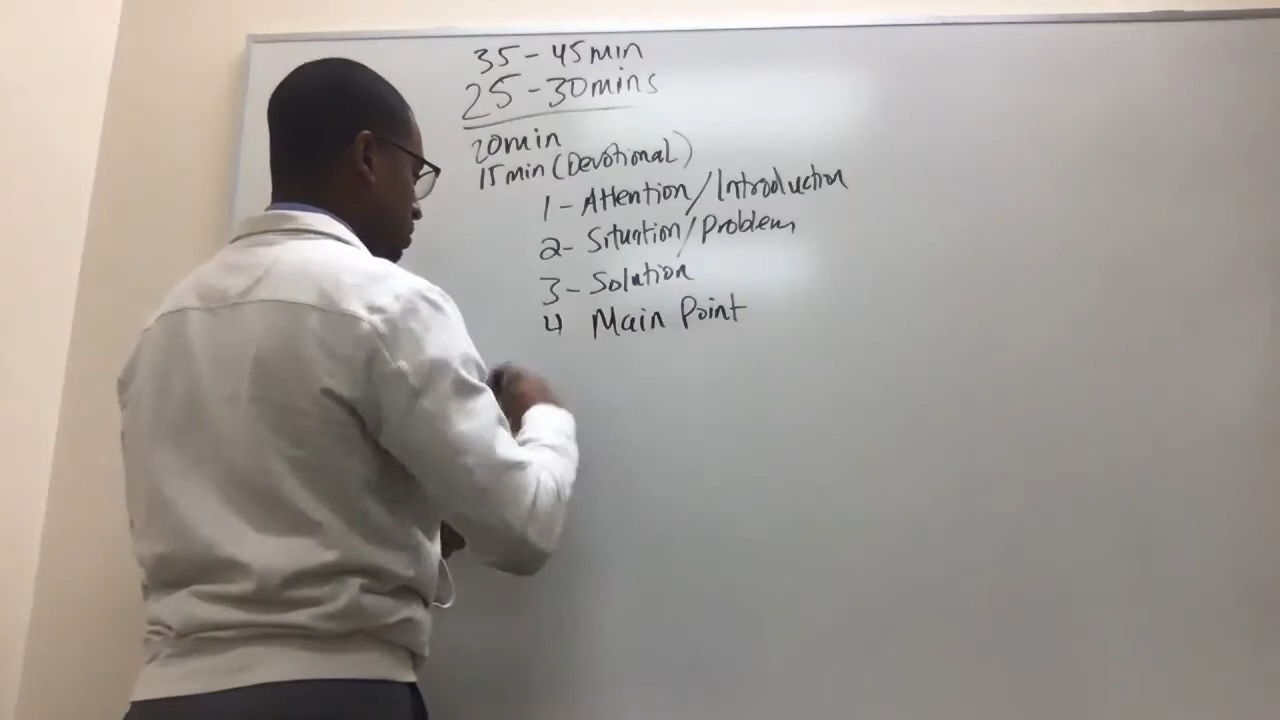 35-45min
25-30mins
20min
15min (Devotional)
1- Attention/Introduction
2- Situation/Problem
3- Solution
4 Main Point